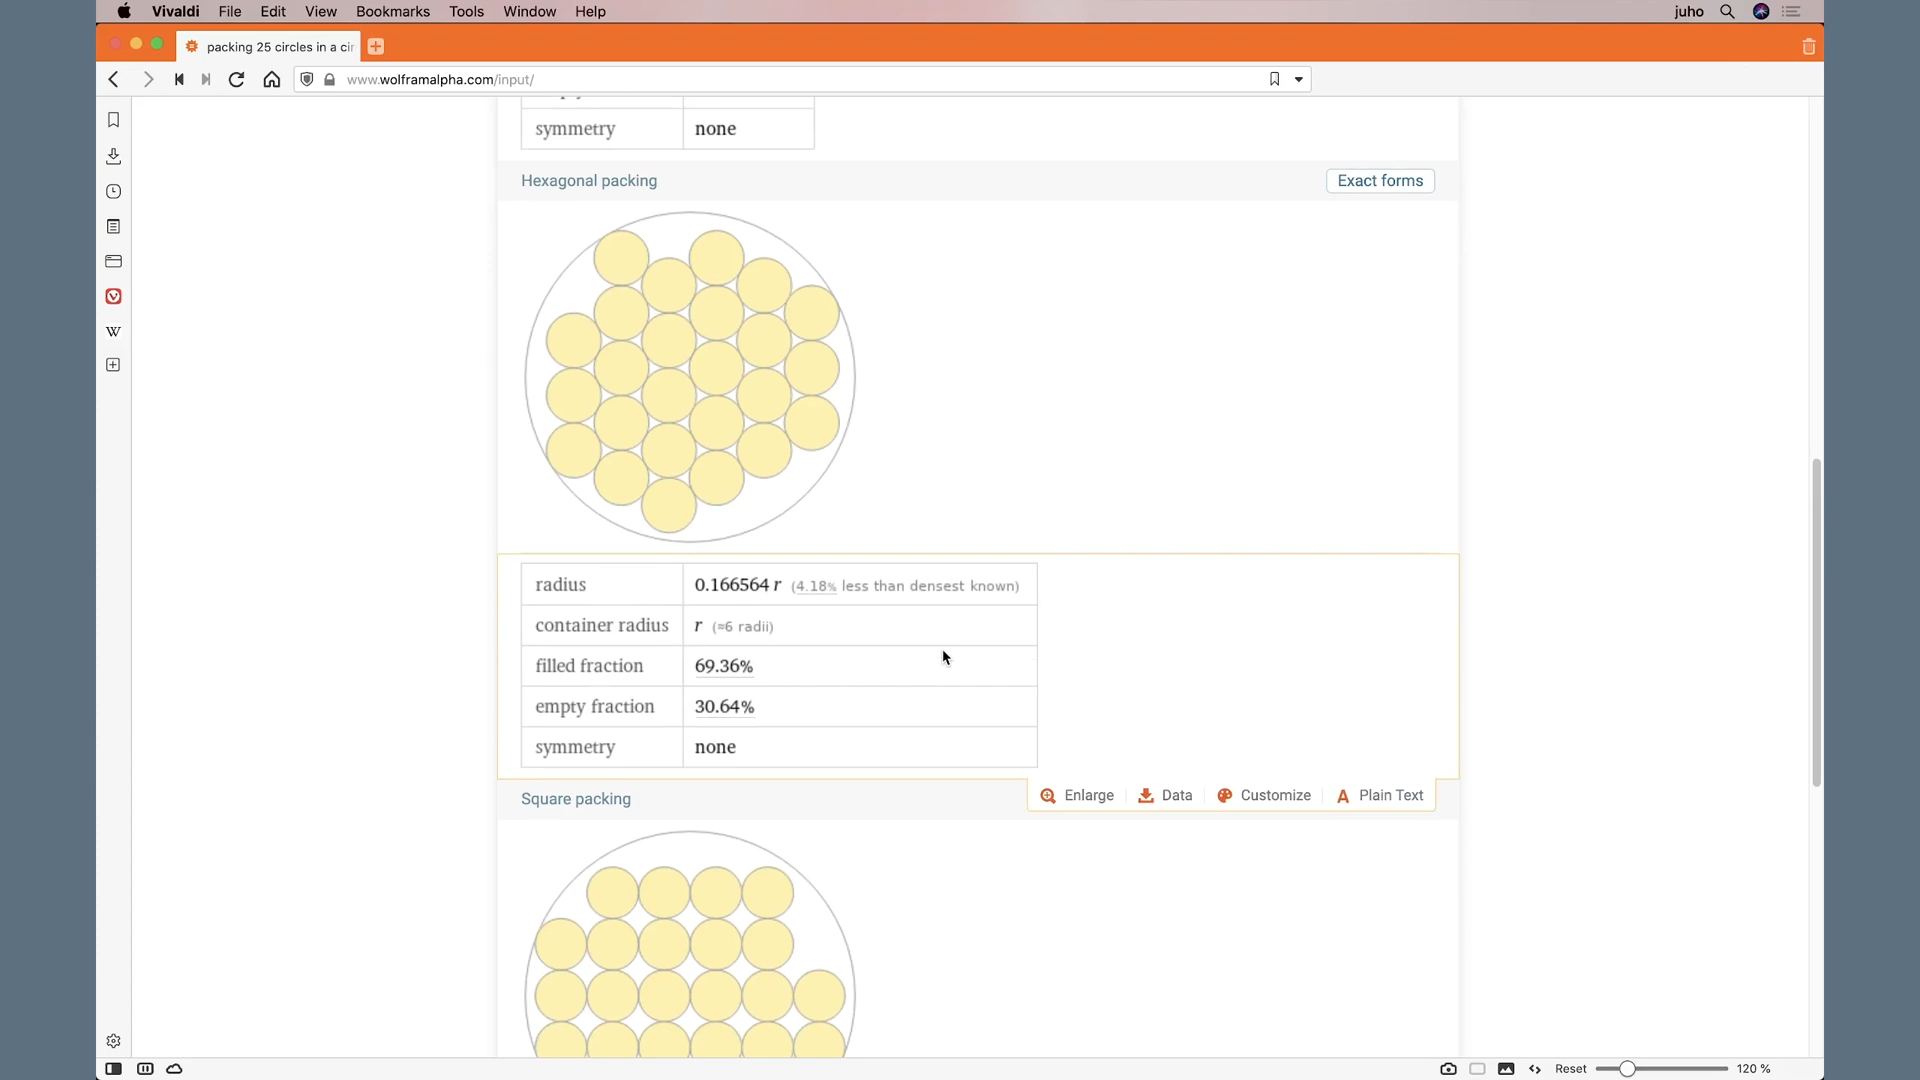 Vivaldi File Edit View Bookmarks Tools Window Help juho
packing 25 circles in a cir
www.wolframalpha.com/input/
symmetry none
Hexagonal packing Exact forms
radius 0.166564 r (4.18% less than densest known)
container radius r (≈6 radii)
filled fraction 69.36%
empty fraction 30.64%
symmetry none
Square packing Enlarge Data Customize A Plain Text
W
Reset 120 %